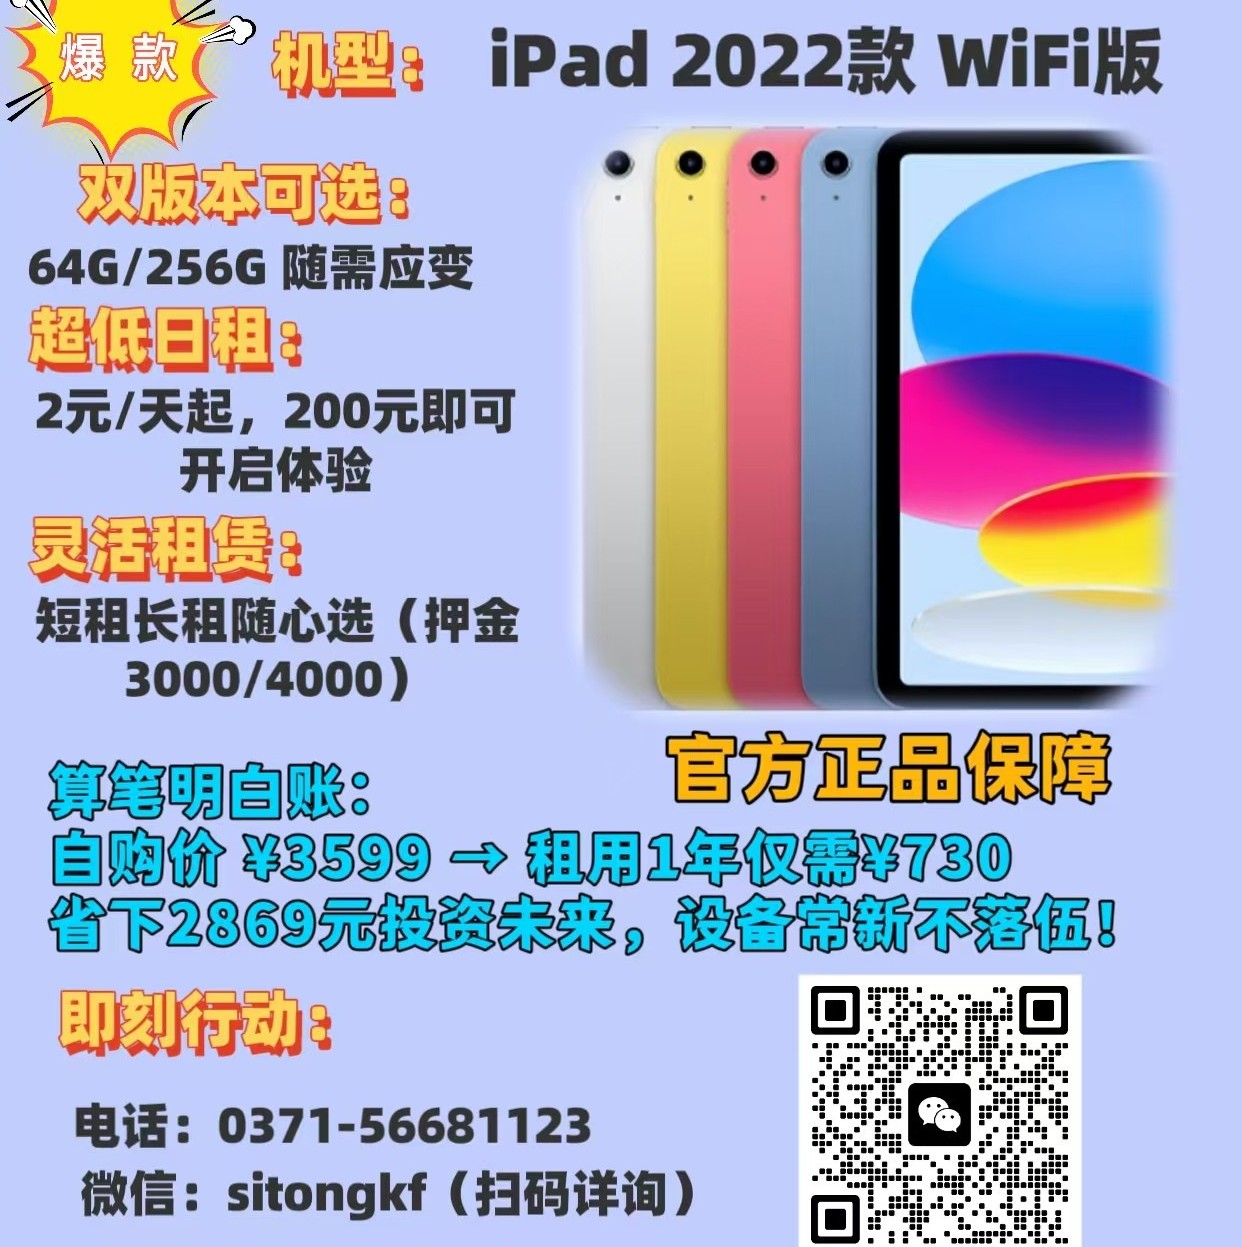 爆 款
机型：
iPad 2022款 WiFi版
双版本可选：
64G/256G 随需应变
超低日租：
2元/天起，200元即可
开启体验
灵活租赁：
短租长租随心选（押金
3000/4000）
官方正品保障
算笔明白账：
自购价 ¥3599 → 租用1年仅需¥730
省下2869元投资未来，设备常新不落伍！
即刻行动：
电话：0371-56681123
微信：sitongkf（扫码详询）